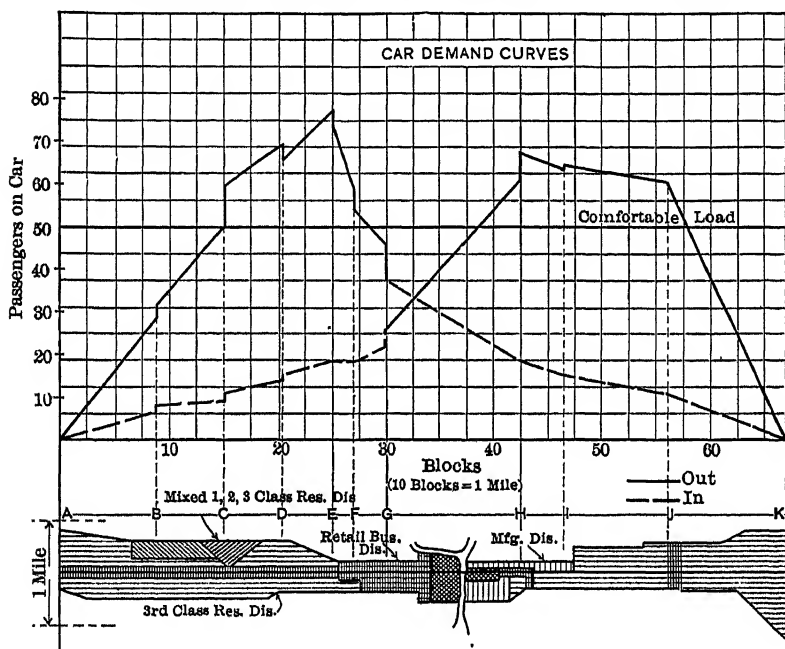 CAR DEMAND CURVES
80
70
60
50
40
30
20
10
Passengers on Car
Comfortable Load
10 20 30 40 50 60
Blocks
(10 Blocks = 1 Mile)
Out
In
A B C D E F G H I J K
Mixed 1, 2, 3 Class Res. Dis
Retail Bus. Dis.
Mfg. Dis.
1 Mile
3rd Class Res. Dis.